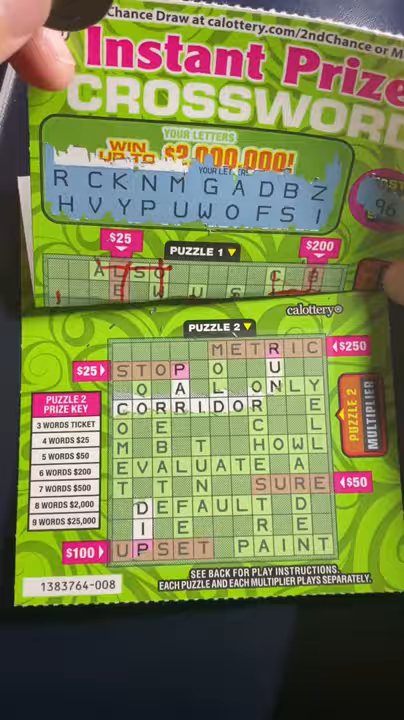 Chance Draw at calottery.com/2ndChance or M
Instant Prize
CROSSWORD
YOUR LETTERS
WIN UP TO $2,000,000!
YOUR LETTERS
R C K N M G A D B Z
H V Y P U W O F S I
96
$25
PUZZLE 1
$200
A L S O C B
E W U S
calottery
PUZZLE 2
METRIC $250
$25 STOP O U
O A L ONLY
PUZZLE 2
PRIZE KEY
CORRIDOR E
3 WORDS TICKET
4 WORDS $25
5 WORDS $50
6 WORDS $200
7 WORDS $500
8 WORDS $2,000
9 WORDS $25,000
O E C L
M B T HOWL
EVALUATE A
T T N SURE $50
DEFAULT D
I F R E
$100 UPSET PAINT
PUZZLE 2
MULTIPLIER
1383764-008
SEE BACK FOR PLAY INSTRUCTIONS.
EACH PUZZLE AND EACH MULTIPLIER PLAYS SEPARATELY.